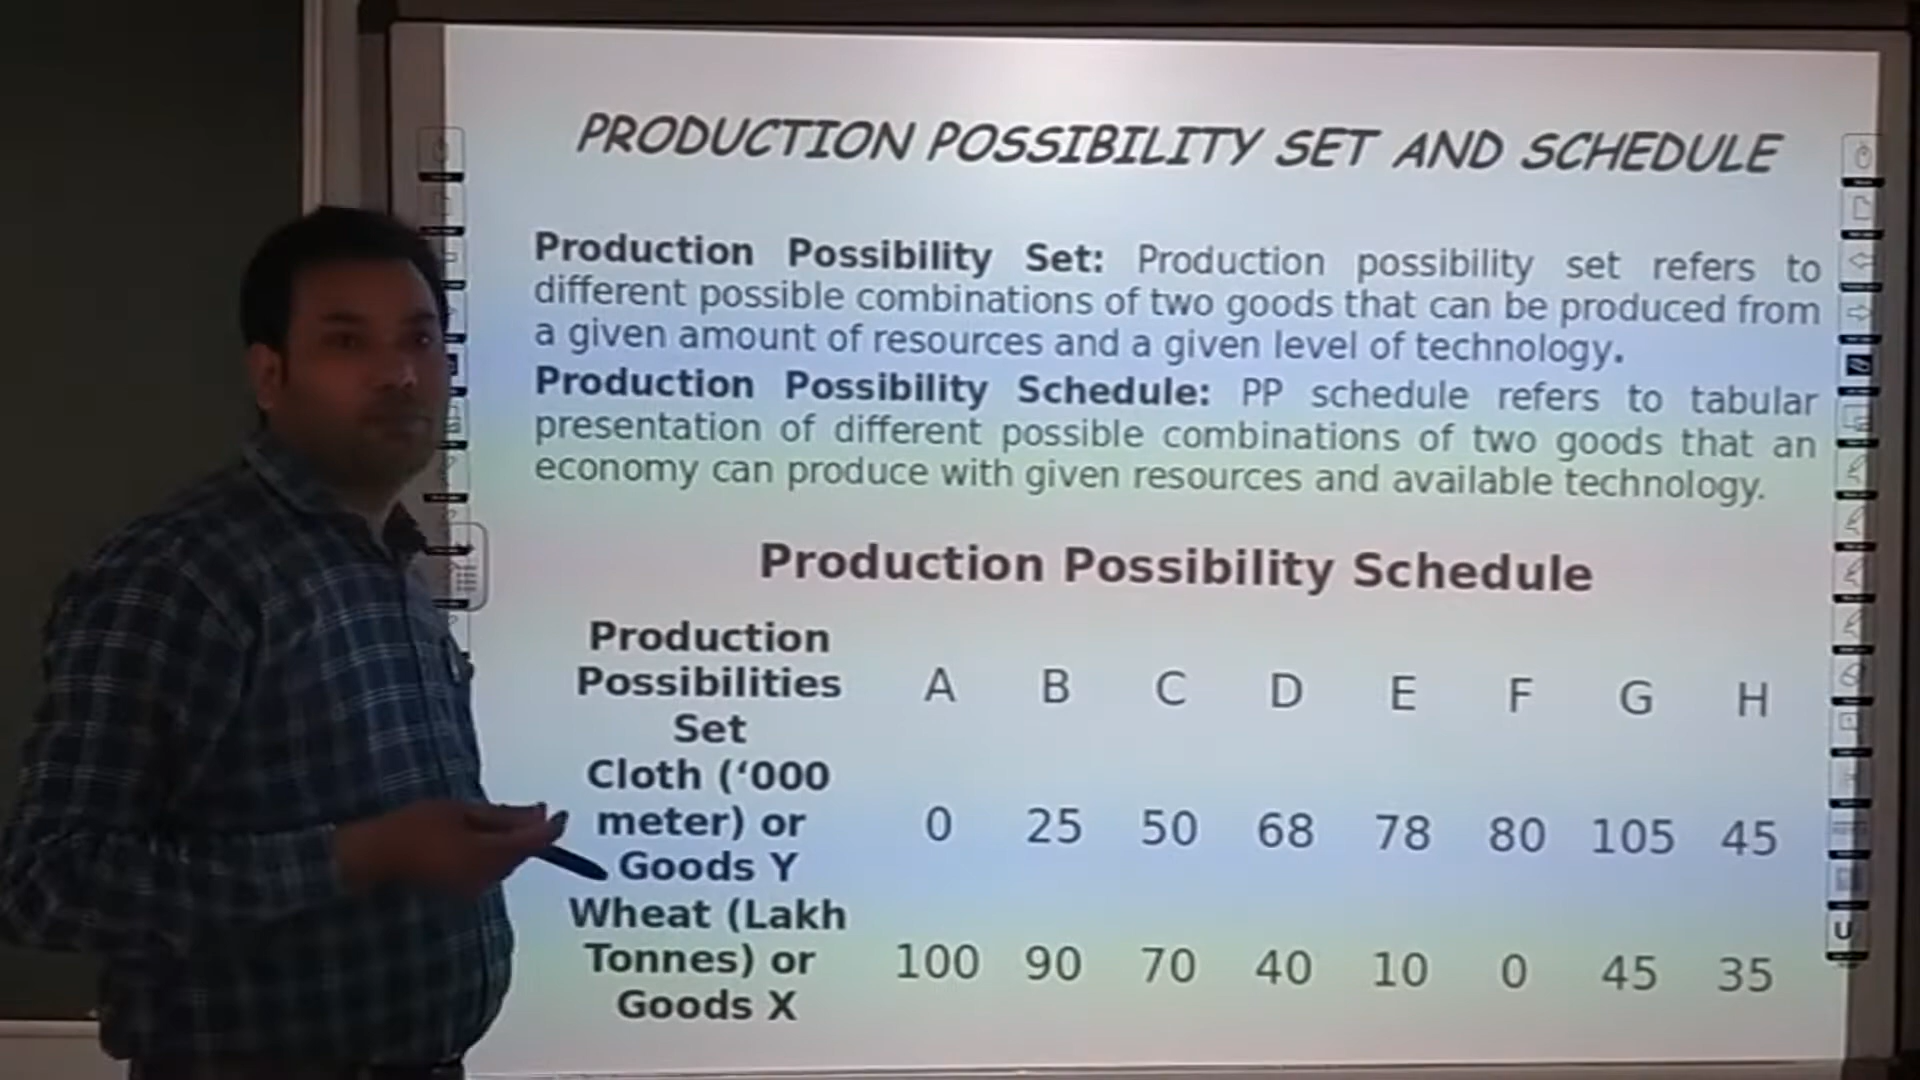 PRODUCTION POSSIBILITY SET AND SCHEDULE
Production Possibility Set: Production possibility set refers to
different possible combinations of two goods that can be produced from
a given amount of resources and a given level of technology.
Production Possibility Schedule: PP schedule refers to tabular
presentation of different possible combinations of two goods that an
economy can produce with given resources and available technology.
Production Possibility Schedule
Production
Possibilities A B C D E F G H
Set
Cloth (‘000
meter) or 0 25 50 68 78 80 105 45
Goods Y
Wheat (Lakh
Tonnes) or 100 90 70 40 10 0 45 35
Goods X
U